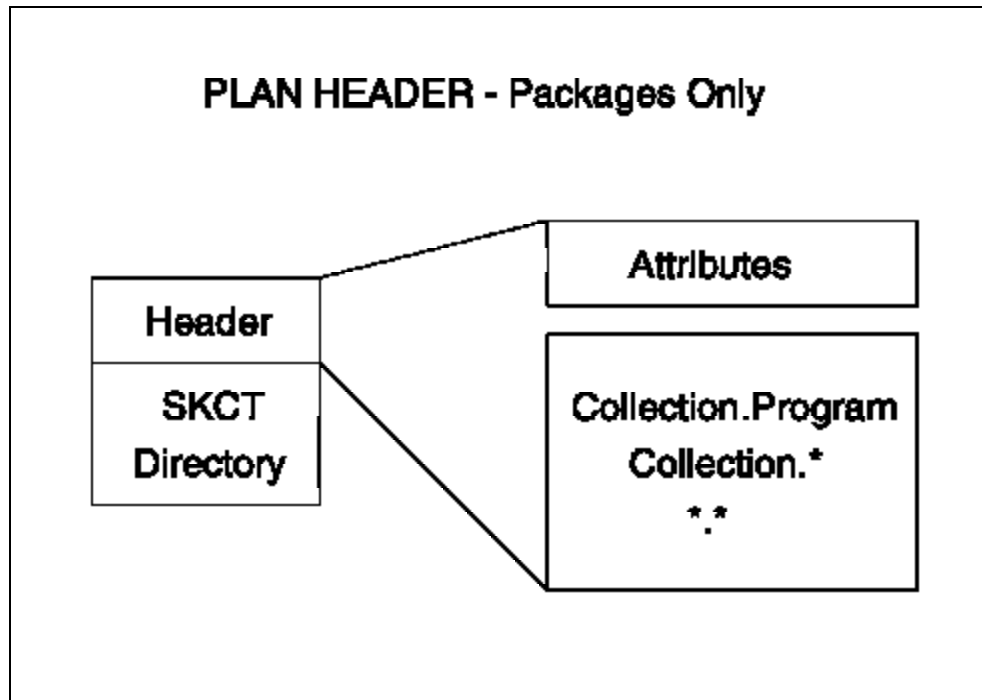 PLAN HEADER - Packages Only
Header
SKCT
Directory
Attributes
Collection.Program
Collection.*
*.*